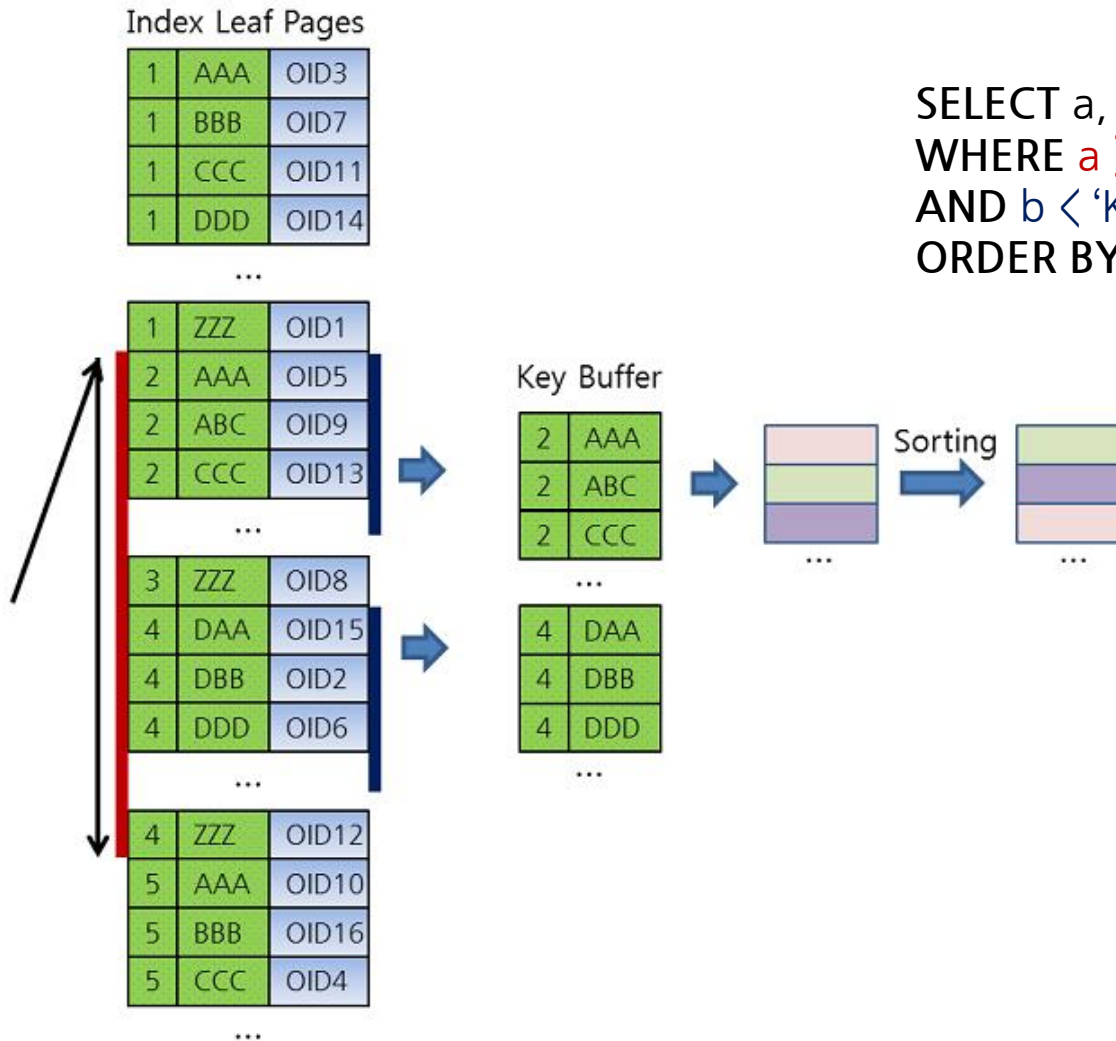 Index Leaf Pages
1 AAA OID3
1 BBB OID7
1 CCC OID11
1 DDD OID14
...
1 ZZZ OID1
2 AAA OID5
2 ABC OID9
2 CCC OID13
...
3 ZZZ OID8
4 DAA OID15
4 DBB OID2
4 DDD OID6
...
4 ZZZ OID12
5 AAA OID10
5 BBB OID16
5 CCC OID4
...
SELECT a,
WHERE a
AND b < ‘K
ORDER BY
Key Buffer
2 AAA
2 ABC
2 CCC
...
4 DAA
4 DBB
4 DDD
...
...
Sorting
...